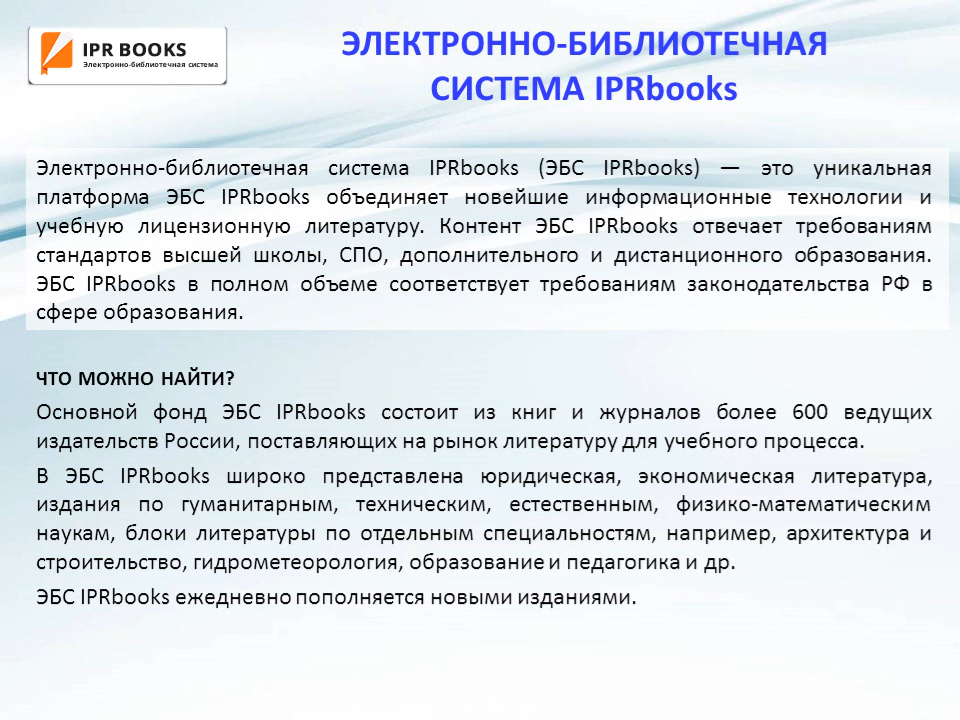 IPR BOOKS
Электронно-библиотечная система
ЭЛЕКТРОННО-БИБЛИОТЕЧНАЯ
СИСТЕМА IPRbooks
Электронно-библиотечная система IPRbooks (ЭБС IPRbooks) — это уникальная
платформа ЭБС IPRbooks объединяет новейшие информационные технологии и
учебную лицензионную литературу. Контент ЭБС IPRbooks отвечает требованиям
стандартов высшей школы, СПО, дополнительного и дистанционного образования.
ЭБС IPRbooks в полном объеме соответствует требованиям законодательства РФ в
сфере образования.
ЧТО МОЖНО НАЙТИ?
Основной фонд ЭБС IPRbooks состоит из книг и журналов более 600 ведущих
издательств России, поставляющих на рынок литературу для учебного процесса.
В ЭБС IPRbooks широко представлена юридическая, экономическая литература,
издания по гуманитарным, техническим, естественным, физико-математическим
наукам, блоки литературы по отдельным специальностям, например, архитектура и
строительство, гидрометеорология, образование и педагогика и др.
ЭБС IPRbooks ежедневно пополняется новыми изданиями.